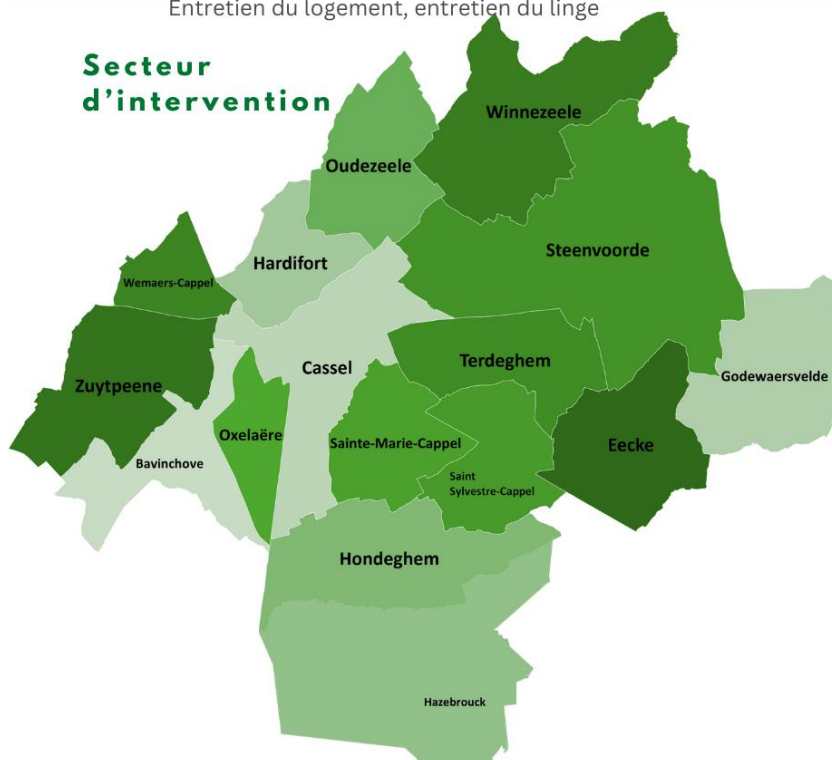 Entretien du logement, entretien du linge
Secteur
d'intervention
Winnezeele
Oudezeele
Steenvoorde
Hardifort
Wemaers-Cappel
Cassel
Terdeghem
Godewaersvelde
Zuytpeene
Oxelaëre
Sainte-Marie-Cappel
Eecke
Bavinchove
Saint
Sylvestre-Cappel
Hondeghem
Hazebrouck